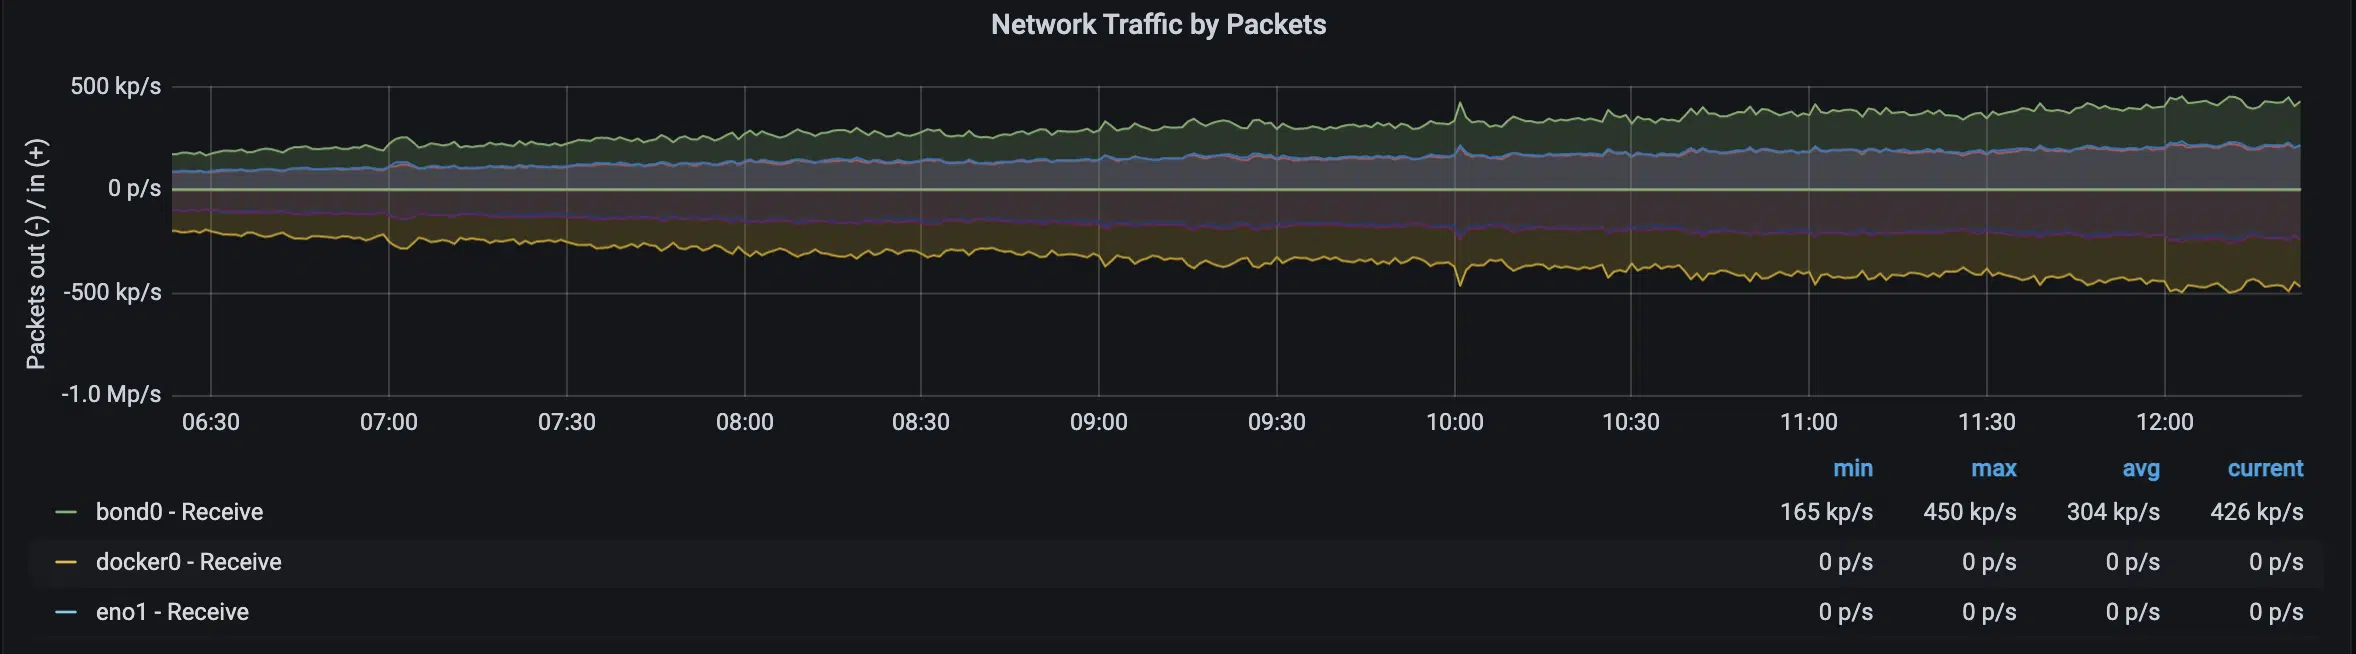 Network Traffic by Packets
Packets out (-) / in (+)
500 kp/s
0 p/s
-500 kp/s
-1.0 Mp/s
06:30 07:00 07:30 08:00 08:30 09:00 09:30 10:00 10:30 11:00 11:30 12:00
min max avg current
bond0 - Receive 165 kp/s 450 kp/s 304 kp/s 426 kp/s
docker0 - Receive 0 p/s 0 p/s 0 p/s 0 p/s
eno1 - Receive 0 p/s 0 p/s 0 p/s 0 p/s